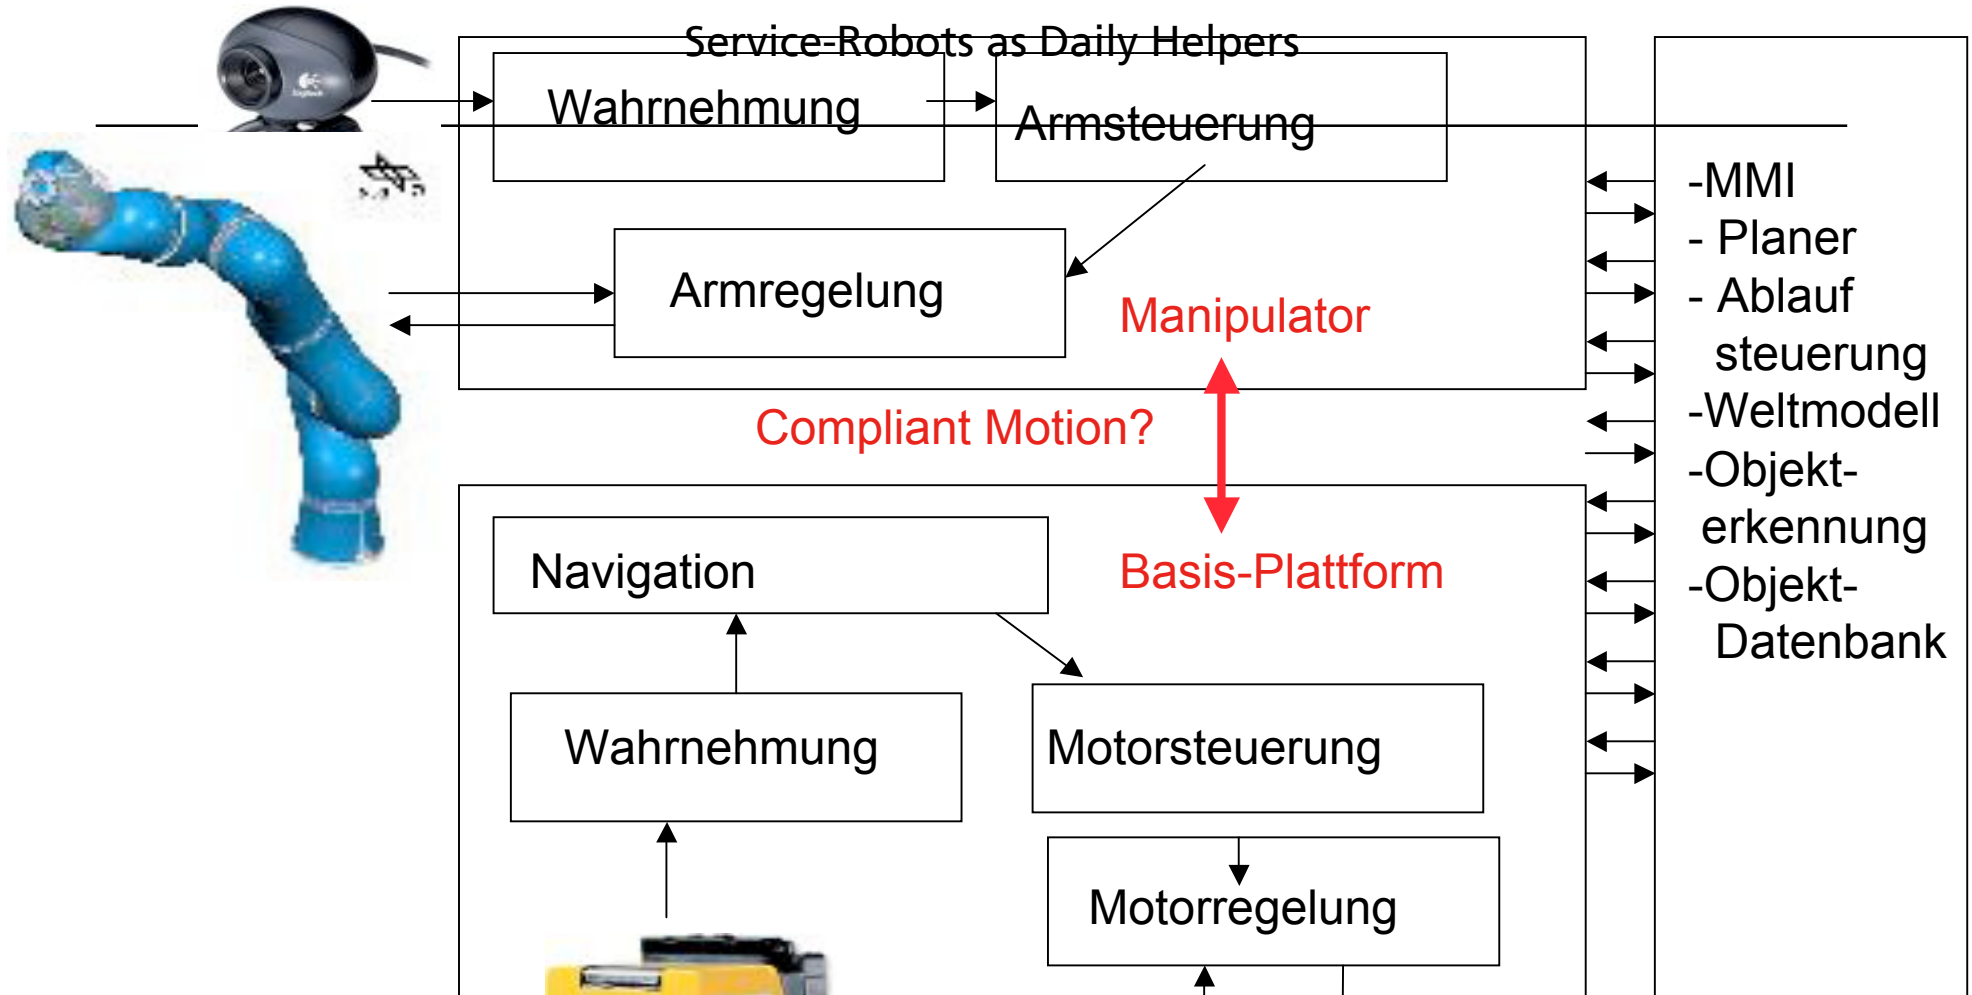 Service-Robots as Daily Helpers
Wahrnehmung
Armsteuerung
Armregelung
Manipulator
Compliant Motion?
Navigation
Basis-Plattform
Wahrnehmung
Motorsteuerung
Motorregelung
-MMI
- Planer
- Ablauf
steuerung
-Weltmodell
-Objekt-
erkennung
-Objekt-
Datenbank